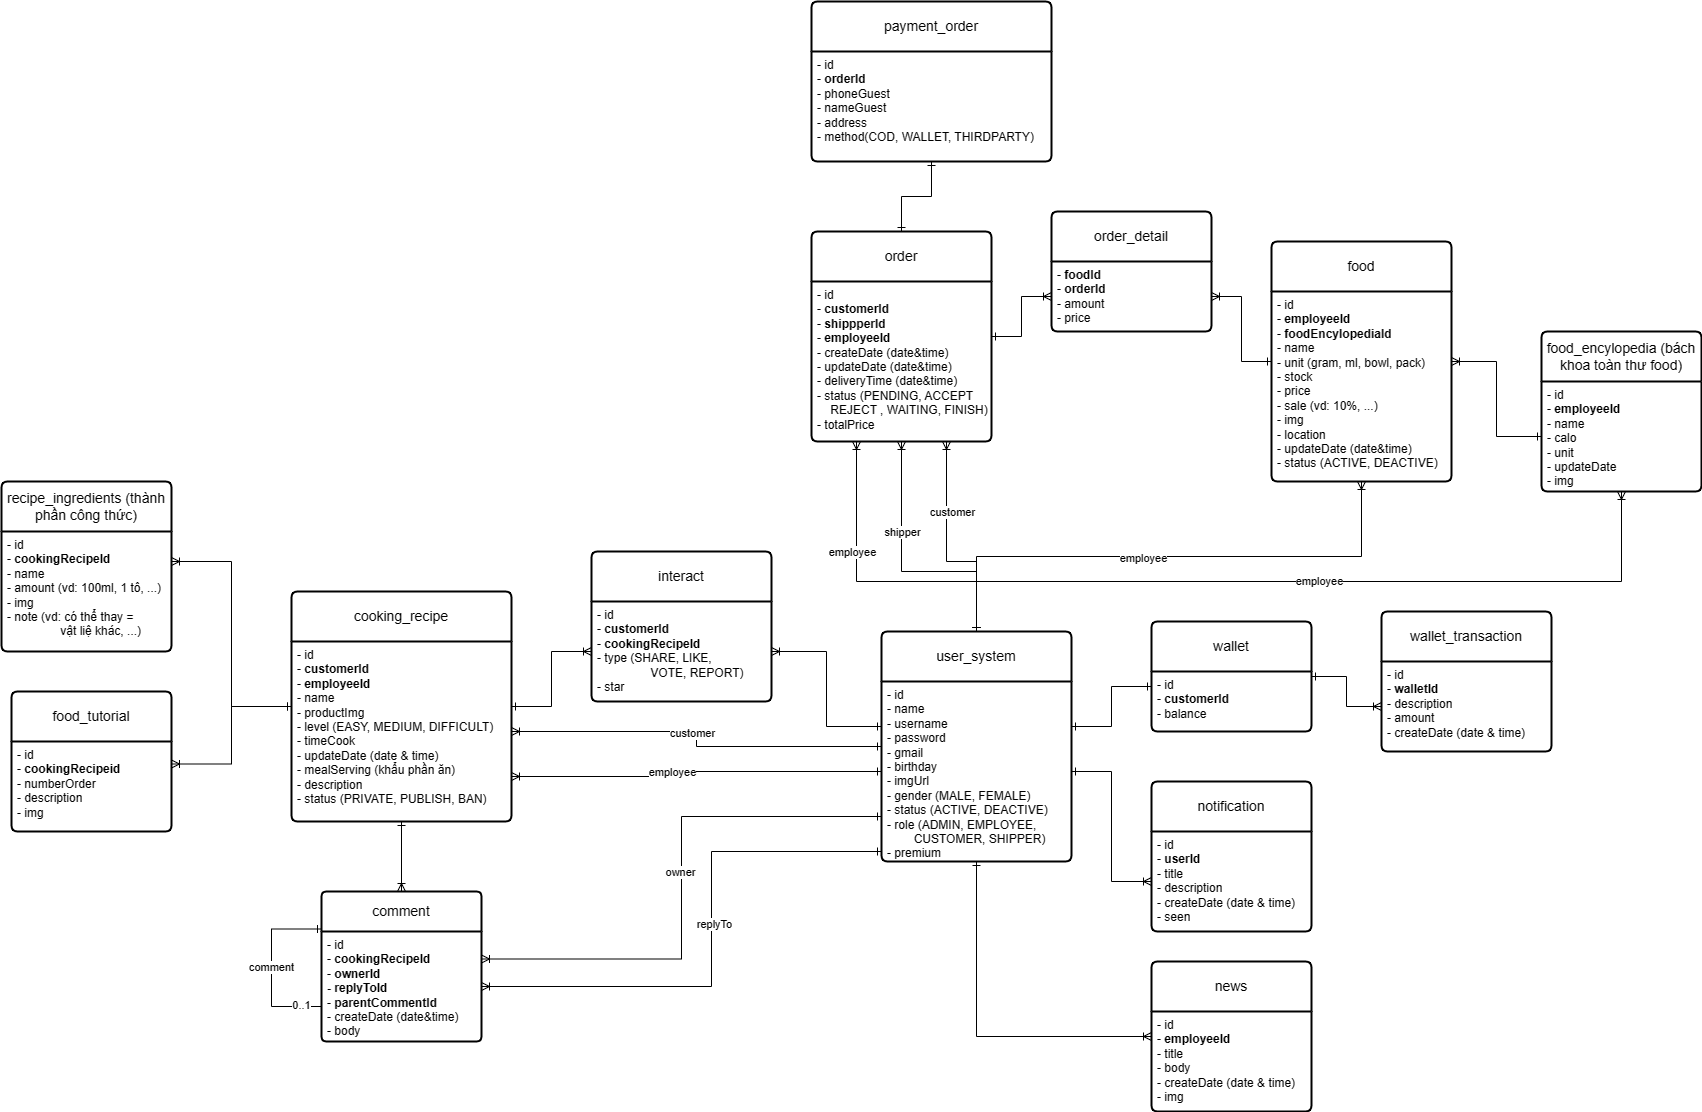 payment_order
- id
- orderId
- phoneGuest
- nameGuest
- address
- method(COD, WALLET, THIRDPARTY)
order
- id
- customerId
- shippperId
- employeeId
- createDate (date&time)
- updateDate (date&time)
- deliveryTime (date&time)
- status (PENDING, ACCEPT
REJECT , WAITING, FINISH)
- totalPrice
order_detail
- foodId
- orderId
- amount
- price
food
- id
- employeeId
- foodEncylopediaId
- name
- unit (gram, ml, bowl, pack)
- stock
- price
- sale (vd: 10%, ...)
- img
- location
- updateDate (date&time)
- status (ACTIVE, DEACTIVE)
food_encylopedia (bách
khoa toàn thư food)
- id
- employeeId
- name
- calo
- unit
- updateDate
- img
customer
shipper
employee
employee
employee
recipe_ingredients (thành
phần công thức)
- id
- cookingRecipeId
- name
- amount (vd: 100ml, 1 tô, ...)
- img
- note (vd: có thể thay =
vật liệ khác, ...)
food_tutorial
- id
- cookingRecipeid
- numberOrder
- description
- img
cooking_recipe
- id
- customerId
- employeeId
- name
- productImg
- level (EASY, MEDIUM, DIFFICULT)
- timeCook
- updateDate (date & time)
- mealServing (khẩu phần ăn)
- description
- status (PRIVATE, PUBLISH, BAN)
interact
- id
- customerId
- cookingRecipeId
- type (SHARE, LIKE,
VOTE, REPORT)
- star
customer
employee
owner
replyTo
user_system
- id
- name
- username
- password
- gmail
- birthday
- imgUrl
- gender (MALE, FEMALE)
- status (ACTIVE, DEACTIVE)
- role (ADMIN, EMPLOYEE,
CUSTOMER, SHIPPER)
- premium
wallet
- id
- customerId
- balance
wallet_transaction
- id
- walletId
- description
- amount
- createDate (date & time)
notification
- id
- userId
- title
- description
- createDate (date & time)
- seen
comment
- id
- cookingRecipeId
- ownerId
- replyToId
- parentCommentId
- createDate (date&time)
- body
comment
0..1
news
- id
- employeeId
- title
- body
- createDate (date & time)
- img